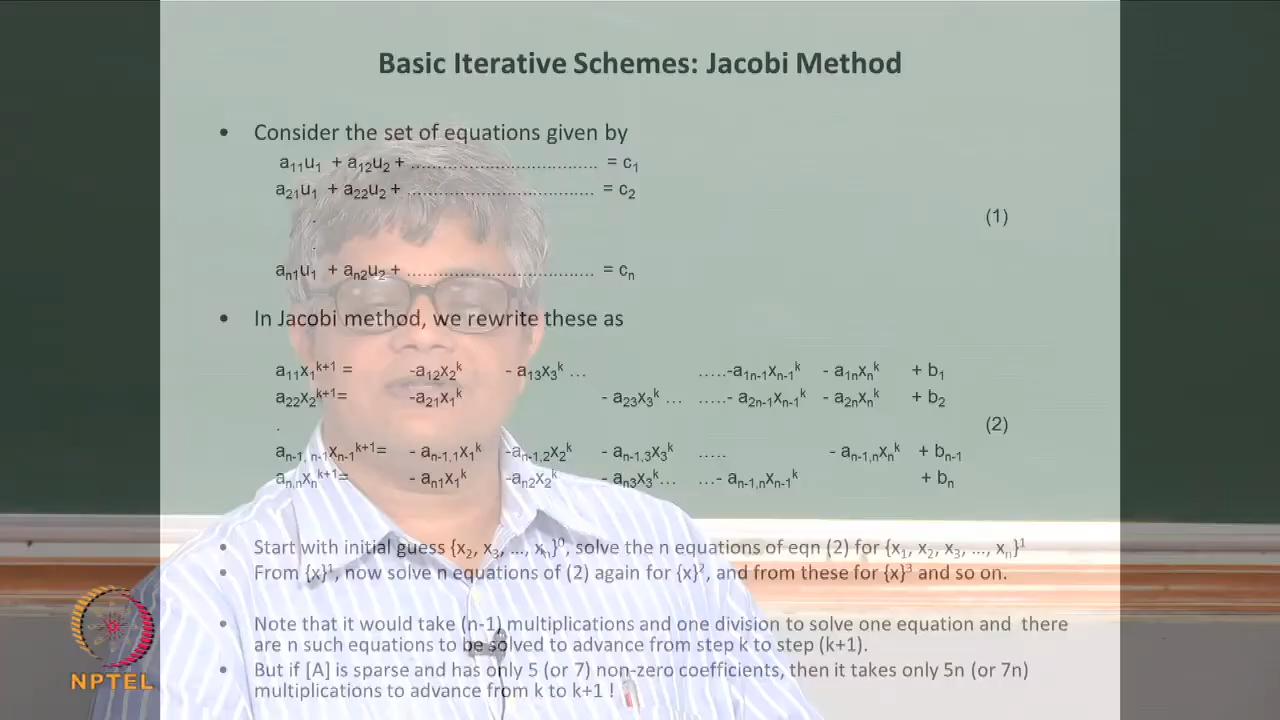 Basic Iterative Schemes: Jacobi Method
• Consider the set of equations given by
a₁₁u₁ + a₁₂u₂ + ................................... = c₁
a₂₁u₁ + a₂₂u₂ + ................................... = c₂
.
(1)
.
aₙ₁u₁ + aₙ₂u₂ + ................................... = cₙ
• In Jacobi method, we rewrite these as
a₁₁x₁ᵏ⁺¹ = -a₁₂x₂ᵏ - a₁₃x₃ᵏ ... .....-a₁ₙ₋₁xₙ₋₁ᵏ - a₁ₙxₙᵏ + b₁
a₂₂x₂ᵏ⁺¹= -a₂₁x₁ᵏ - a₂₃x₃ᵏ ... .....- a₂ₙ₋₁xₙ₋₁ᵏ - a₂ₙxₙᵏ + b₂
. (2)
aₙ₋₁,ₙ₋₁xₙ₋₁ᵏ⁺¹= - aₙ₋₁,₁x₁ᵏ -aₙ₋₁,₂x₂ᵏ - aₙ₋₁,₃x₃ᵏ ..... - aₙ₋₁,ₙxₙᵏ + bₙ₋₁
aₙ,ₙxₙᵏ⁺¹= - aₙ₁x₁ᵏ -aₙ₂x₂ᵏ - aₙ₃x₃ᵏ... ...- aₙ₋₁,ₙxₙ₋₁ᵏ + bₙ
• Start with initial guess {x₂, x₃, ..., xₙ}⁰, solve the n equations of eqn (2) for {x₁, x₂, x₃, ..., xₙ}¹
• From {x}¹, now solve n equations of (2) again for {x}², and from these for {x}³ and so on.
• Note that it would take (n-1) multiplications and one division to solve one equation and there
are n such equations to be solved to advance from step k to step (k+1).
• But if [A] is sparse and has only 5 (or 7) non-zero coefficients, then it takes only 5n (or 7n)
multiplications to advance from k to k+1 !
NPTEL